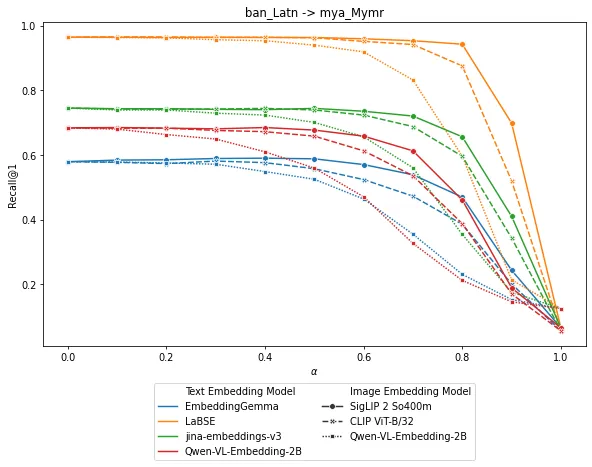 ban_Latn -> mya_Mymr
Recall@1
1.0
0.8
0.6
0.4
0.2
0.0 0.2 0.4 0.6 0.8 1.0
α
Text Embedding Model Image Embedding Model
EmbeddingGemma SigLIP 2 So400m
LaBSE CLIP ViT-B/32
jina-embeddings-v3 Qwen-VL-Embedding-2B
Qwen-VL-Embedding-2B